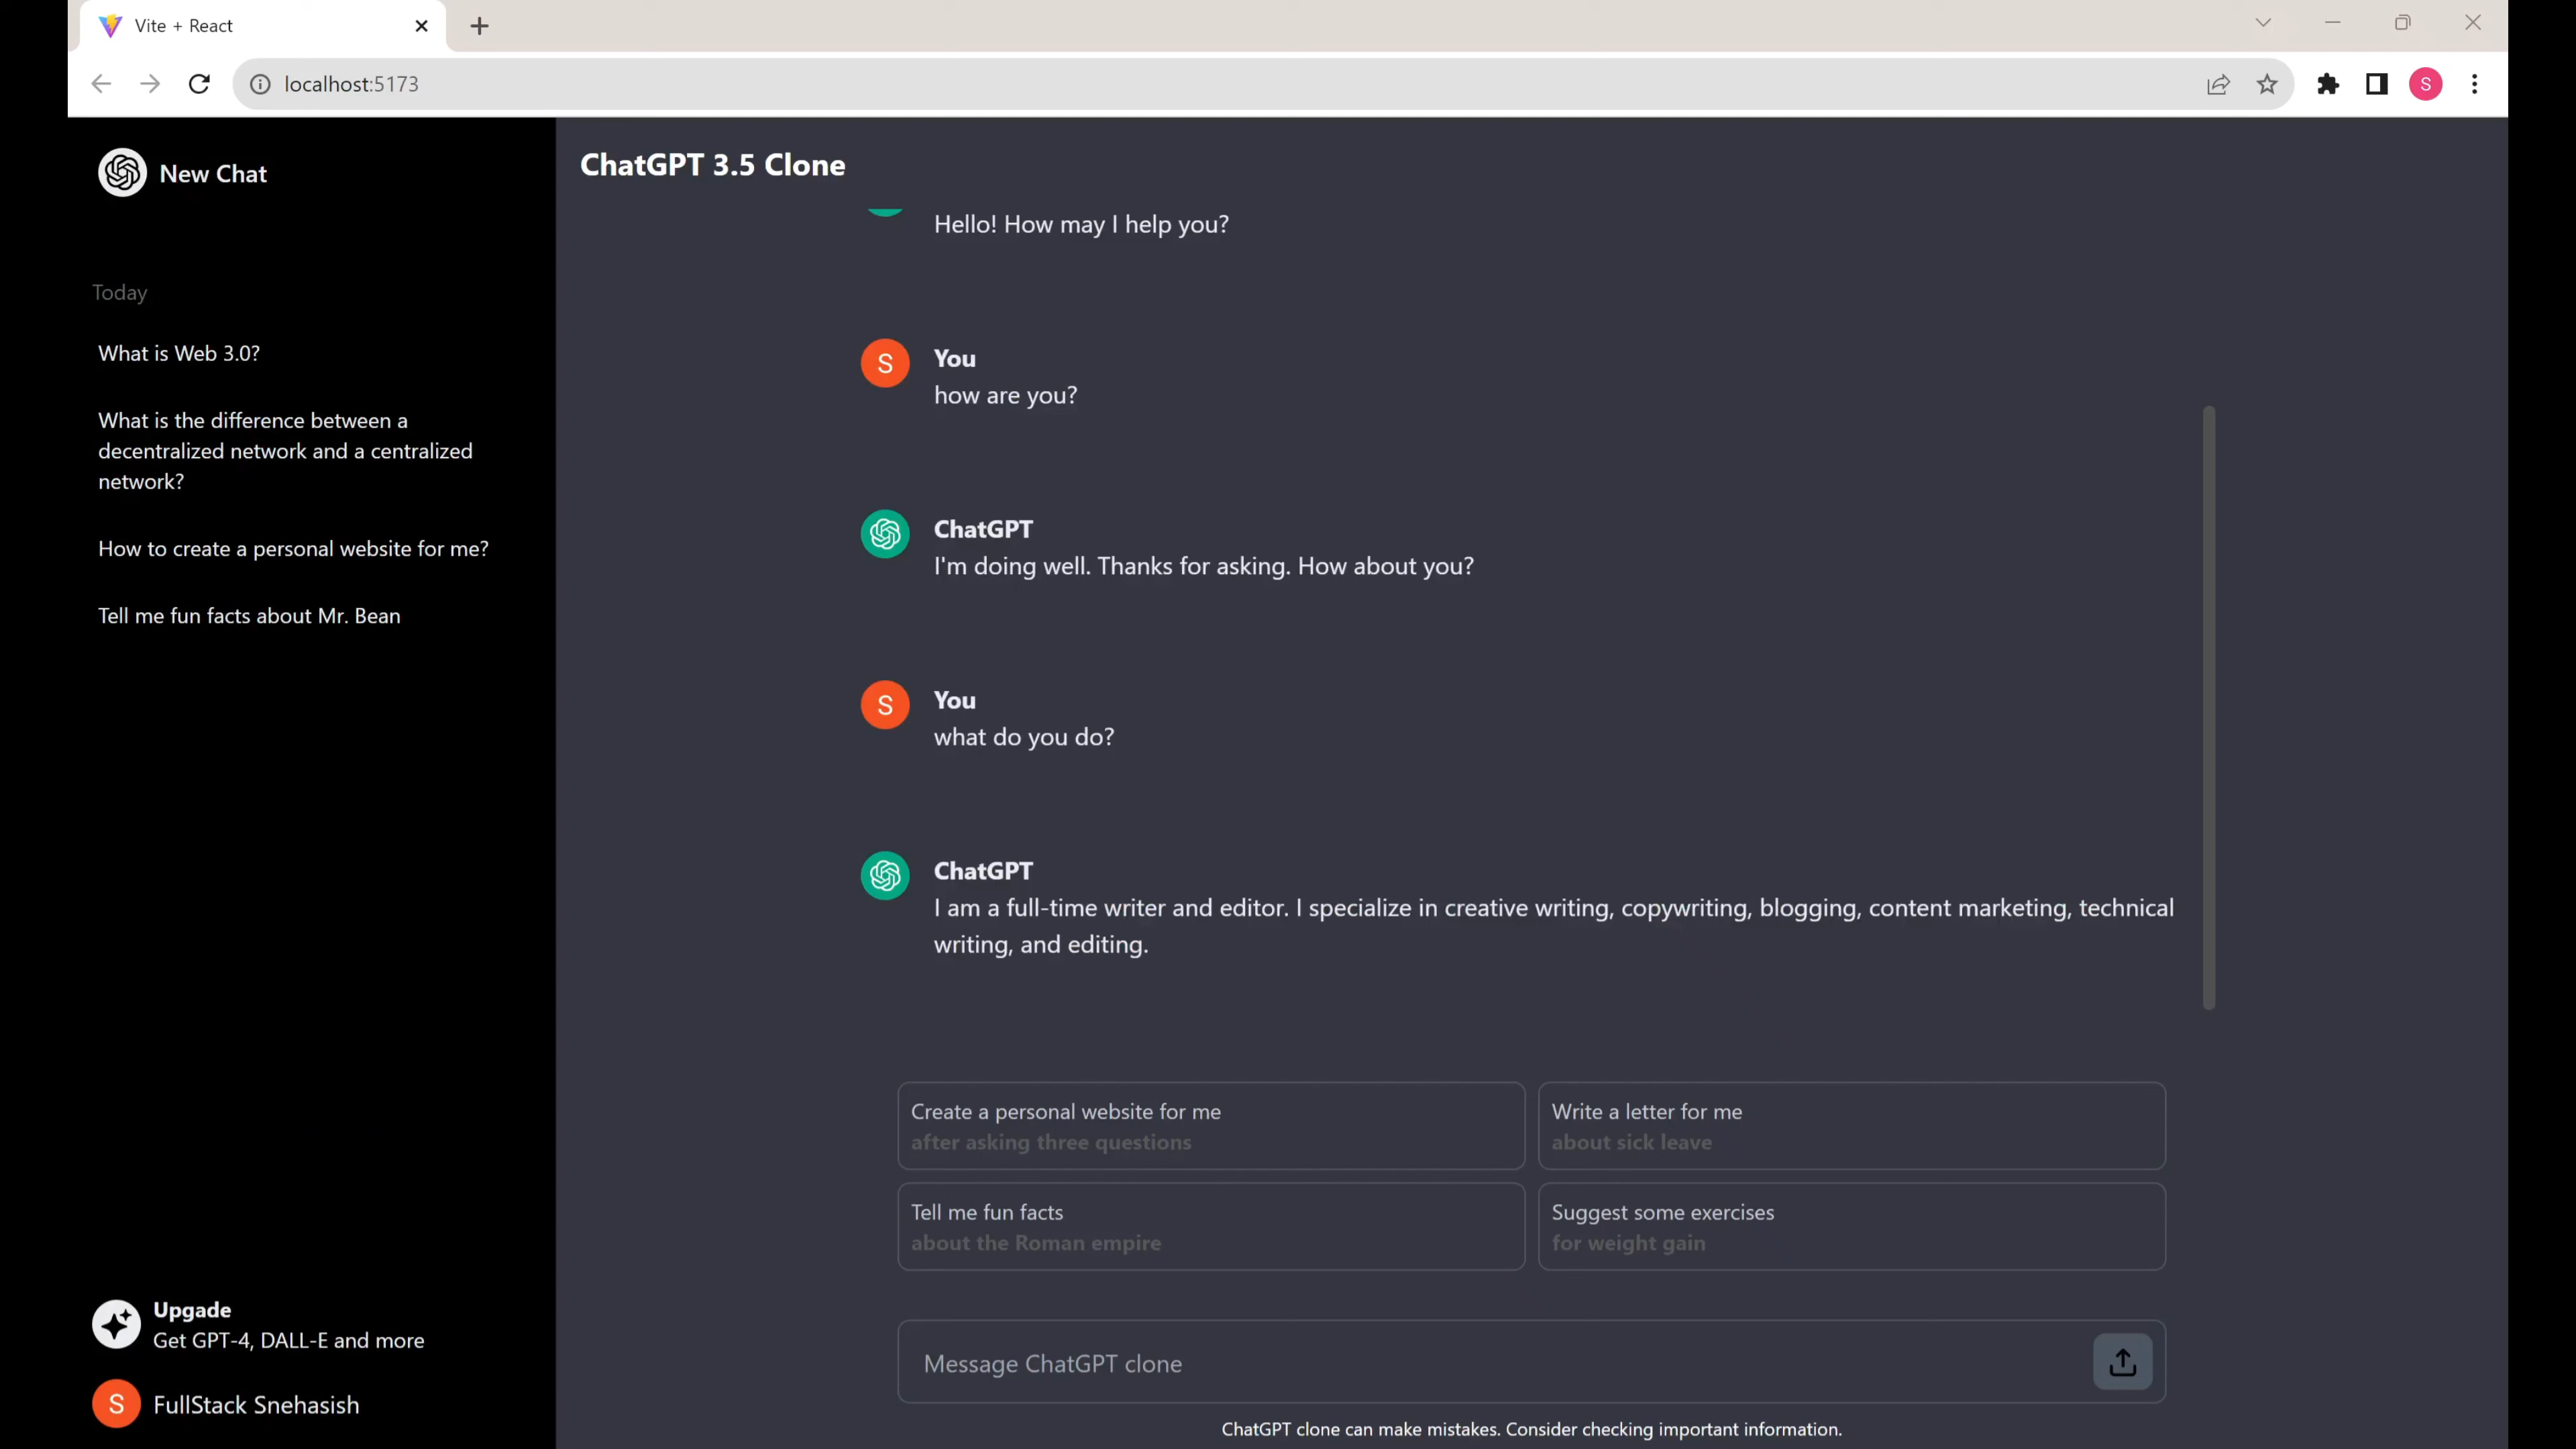 Vite + React
localhost:5173
S
New Chat
Today
What is Web 3.0?
What is the difference between a
decentralized network and a centralized
network?
How to create a personal website for me?
Tell me fun facts about Mr. Bean
Upgade
Get GPT-4, DALL-E and more
S
FullStack Snehasish
ChatGPT 3.5 Clone
Hello! How may I help you?
S
You
how are you?
ChatGPT
I'm doing well. Thanks for asking. How about you?
S
You
what do you do?
ChatGPT
I am a full-time writer and editor. I specialize in creative writing, copywriting, blogging, content marketing, technical
writing, and editing.
Create a personal website for me
after asking three questions
Write a letter for me
about sick leave
Tell me fun facts
about the Roman empire
Suggest some exercises
for weight gain
Message ChatGPT clone
ChatGPT clone can make mistakes. Consider checking important information.